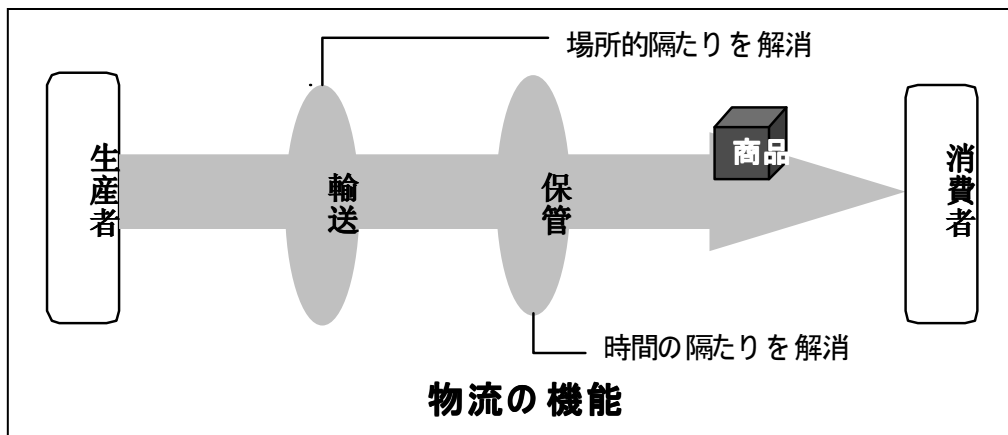 場所的隔たりを解消
生産者
輸送
保管
商品
消費者
時間の隔たりを解消
物流の機能